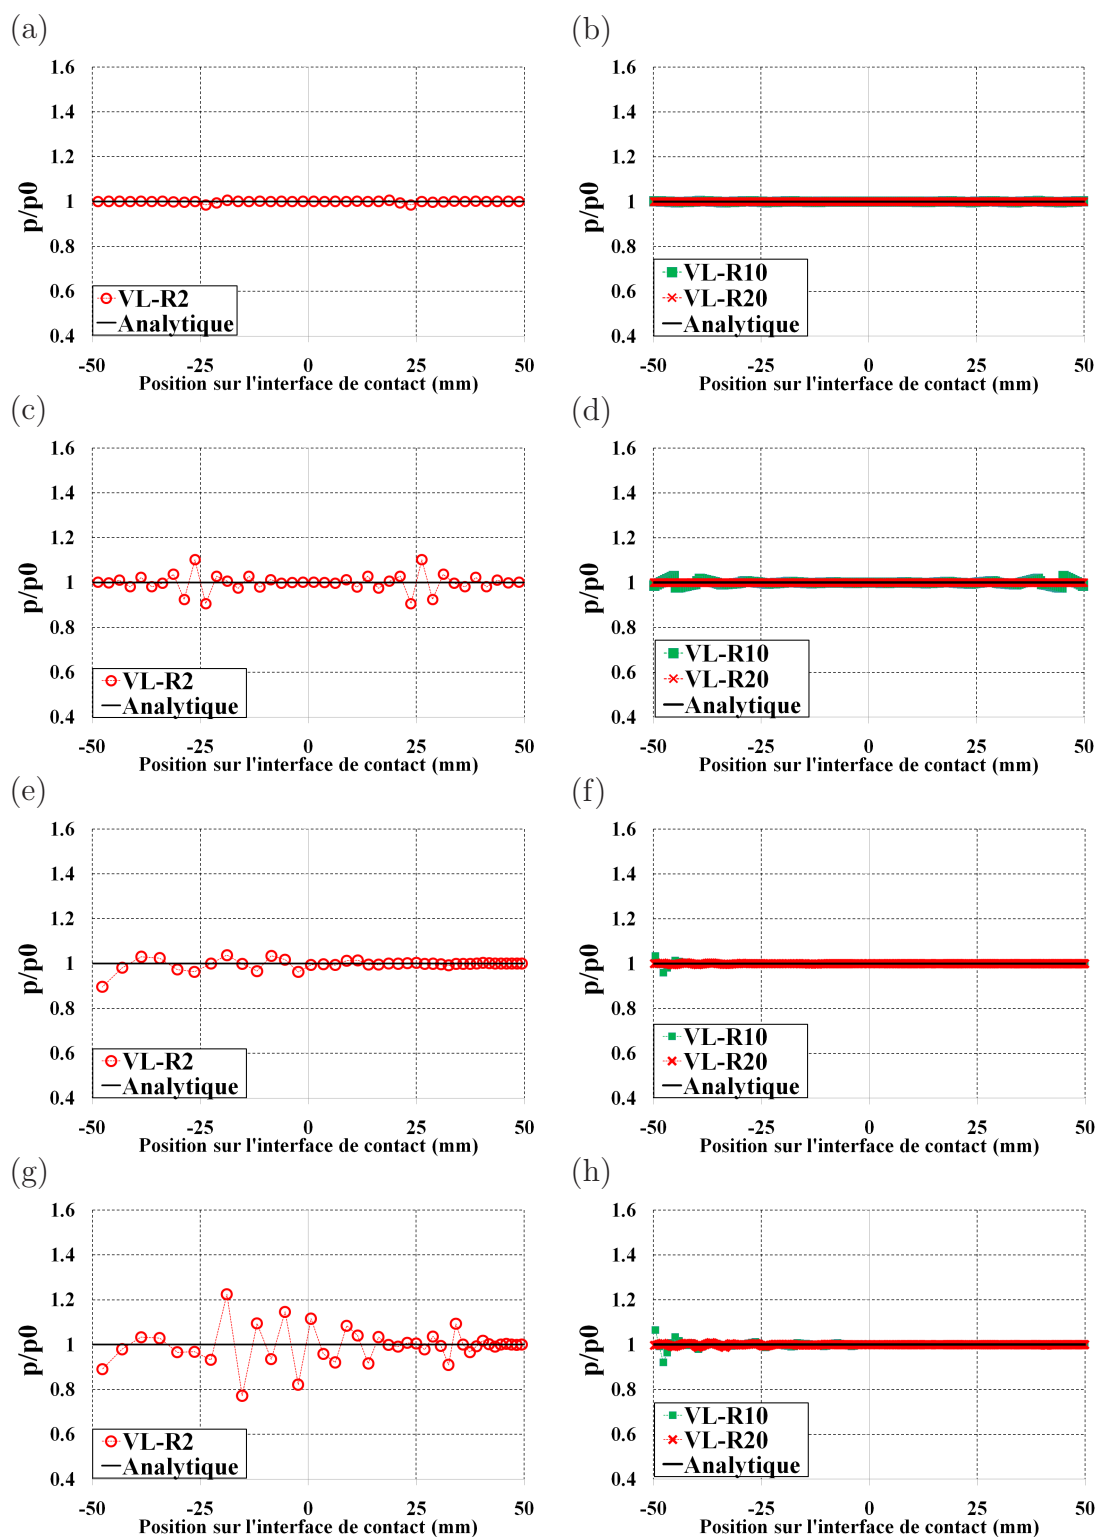 (a)
(b)
1.6
1.4
1.2
1
0.8
0.6
0.4
p/p0
VL-R2
Analytique
-50 -25 0 25 50
Position sur l'interface de contact (mm)
1.6
1.4
1.2
1
0.8
0.6
0.4
p/p0
VL-R10
VL-R20
Analytique
-50 -25 0 25 50
Position sur l'interface de contact (mm)
(c)
(d)
1.6
1.4
1.2
1
0.8
0.6
0.4
p/p0
VL-R2
Analytique
-50 -25 0 25 50
Position sur l'interface de contact (mm)
1.6
1.4
1.2
1
0.8
0.6
0.4
p/p0
VL-R10
VL-R20
Analytique
-50 -25 0 25 50
Position sur l'interface de contact (mm)
(e)
(f)
1.6
1.4
1.2
1
0.8
0.6
0.4
p/p0
VL-R2
Analytique
-50 -25 0 25 50
Position sur l'interface de contact (mm)
1.6
1.4
1.2
1
0.8
0.6
0.4
p/p0
VL-R10
VL-R20
Analytique
-50 -25 0 25 50
Position sur l'interface de contact (mm)
(g)
(h)
1.6
1.4
1.2
1
0.8
0.6
0.4
p/p0
VL-R2
Analytique
-50 -25 0 25 50
Position sur l'interface de contact (mm)
1.6
1.4
1.2
1
0.8
0.6
0.4
p/p0
VL-R10
VL-R20
Analytique
-50 -25 0 25 50
Position sur l'interface de contact (mm)